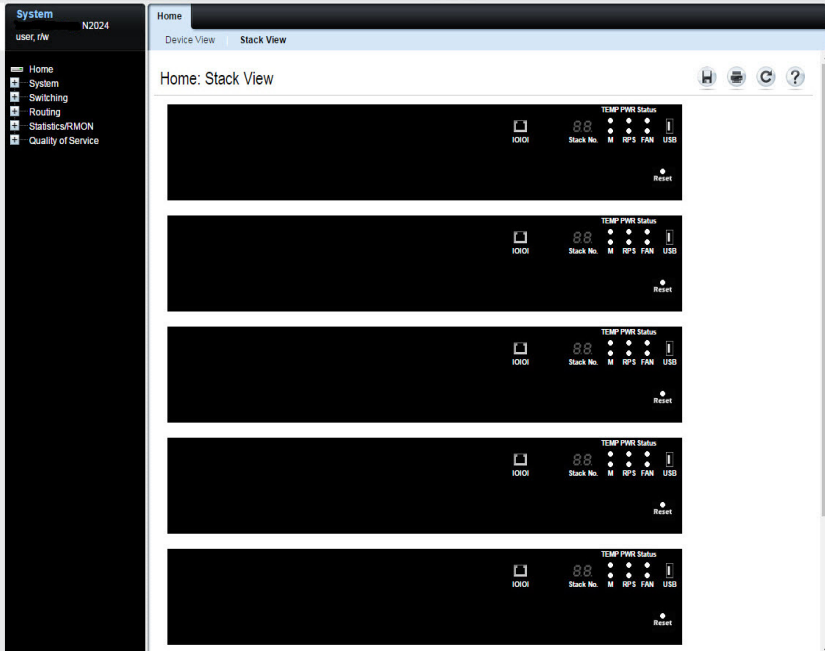 System
N2024
user, r/w
Home
Device View
Stack View
Home
System
Switching
Routing
Statistics/RMON
Quality of Service
Home: Stack View
?
TEMP PWR Status
88
IOIOI Stack No. M RPS FAN USB
Reset
TEMP PWR Status
88
IOIOI Stack No. M RPS FAN USB
Reset
TEMP PWR Status
88
IOIOI Stack No. M RPS FAN USB
Reset
TEMP PWR Status
88
IOIOI Stack No. M RPS FAN USB
Reset
TEMP PWR Status
88
IOIOI Stack No. M RPS FAN USB
Reset